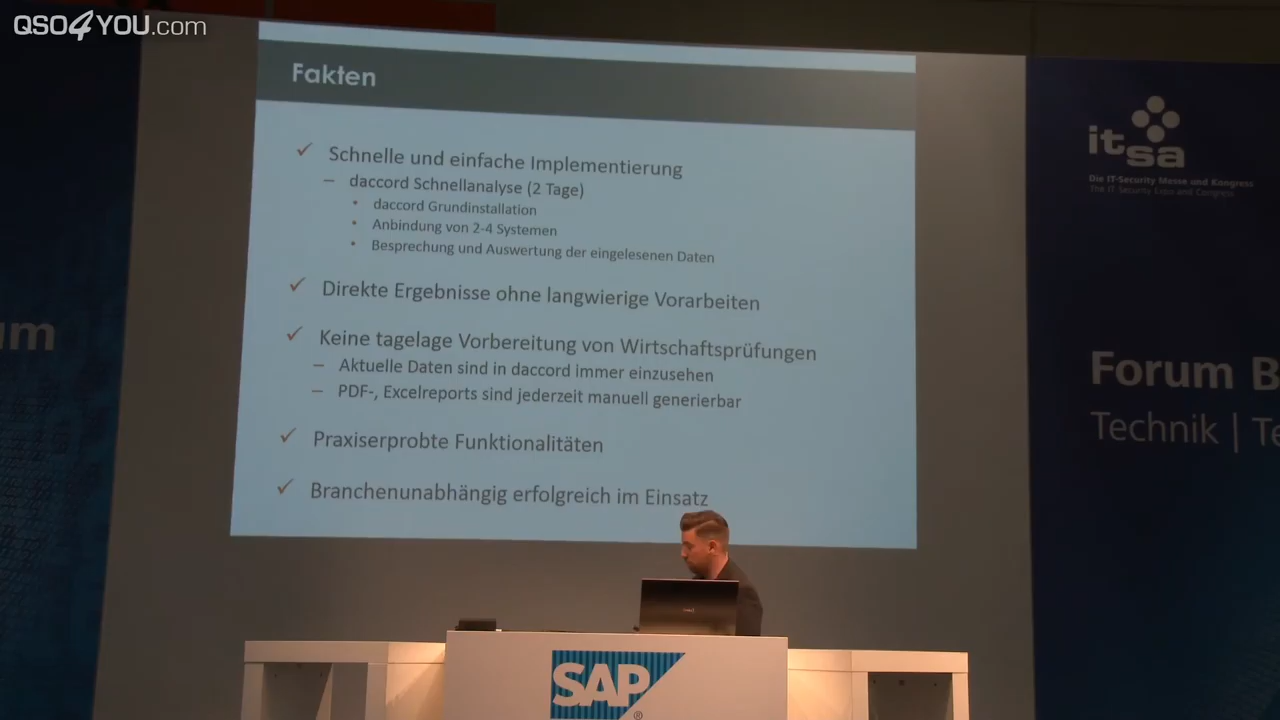 QSO4YOU.com
Fakten
✓ Schnelle und einfache Implementierung
– daccord Schnellanalyse (2 Tage)
• daccord Grundinstallation
• Anbindung von 2-4 Systemen
• Besprechung und Auswertung der eingelesenen Daten
✓ Direkte Ergebnisse ohne langwierige Vorarbeiten
✓ Keine tagelage Vorbereitung von Wirtschaftsprüfungen
– Aktuelle Daten sind in daccord immer einzusehen
– PDF-, Excelreports sind jederzeit manuell generierbar
✓ Praxiserprobte Funktionalitäten
✓ Branchenunabhängig erfolgreich im Einsatz
itsa
Die IT-Security Messe und Kongress
The IT Security Expo and Congress
um
Forum B
Technik | Te
SAP®